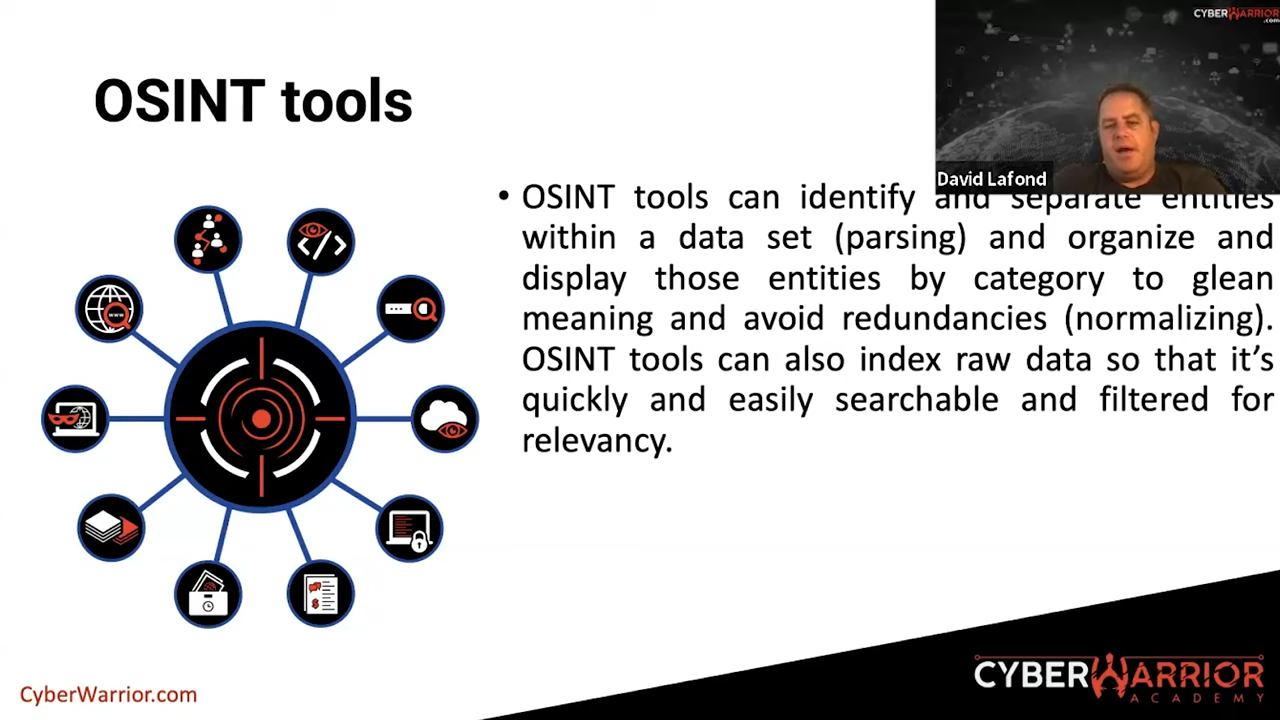 CYBERWARRIOR
.com
OSINT tools
David Lafond
• OSINT tools can identify and separate entities
within a data set (parsing) and organize and
display those entities by category to glean
meaning and avoid redundancies (normalizing).
OSINT tools can also index raw data so that it’s
quickly and easily searchable and filtered for
relevancy.
www
$
CyberWarrior.com
CYBERWARRIOR
ACADEMY